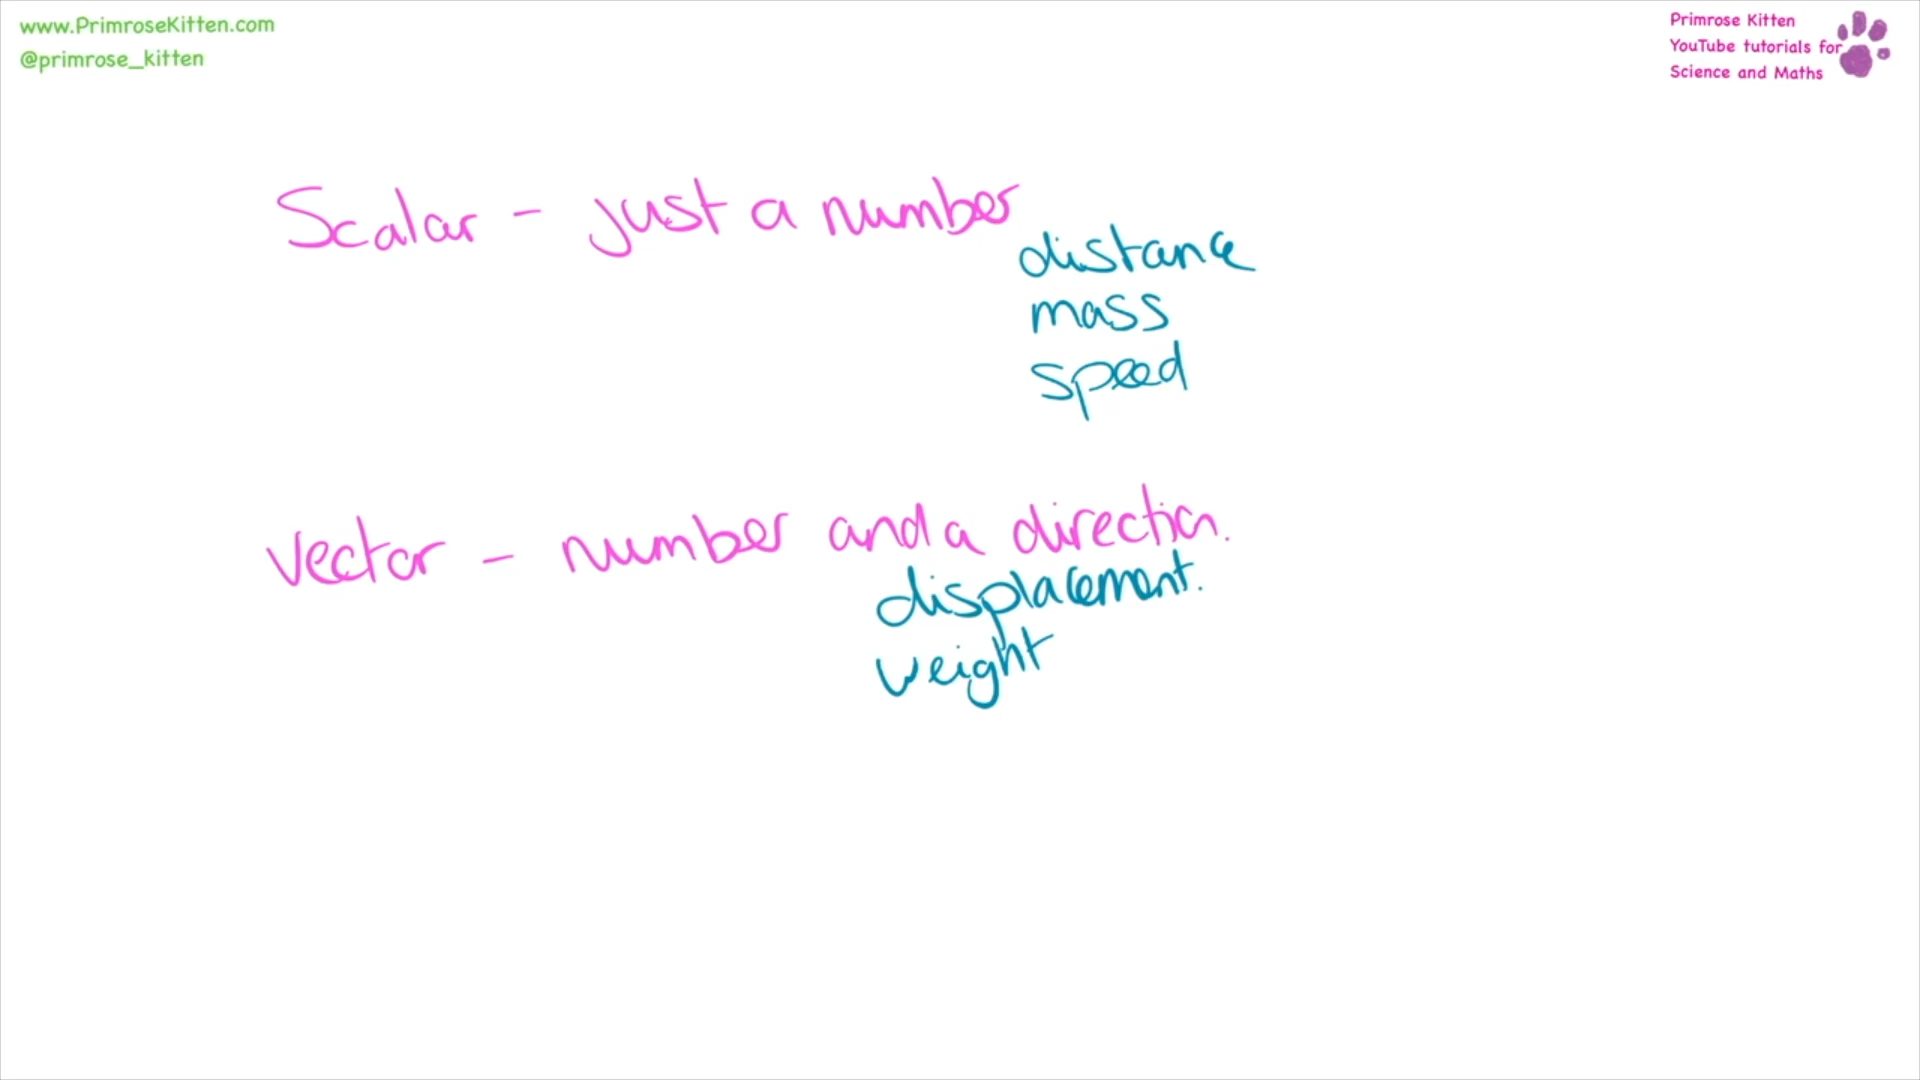 www.PrimroseKitten.com
@primrose_kitten
Primrose Kitten
YouTube tutorials for
Science and Maths
Scalar - just a number
distance
mass
speed
Vector - number and a direction.
displacement.
weight